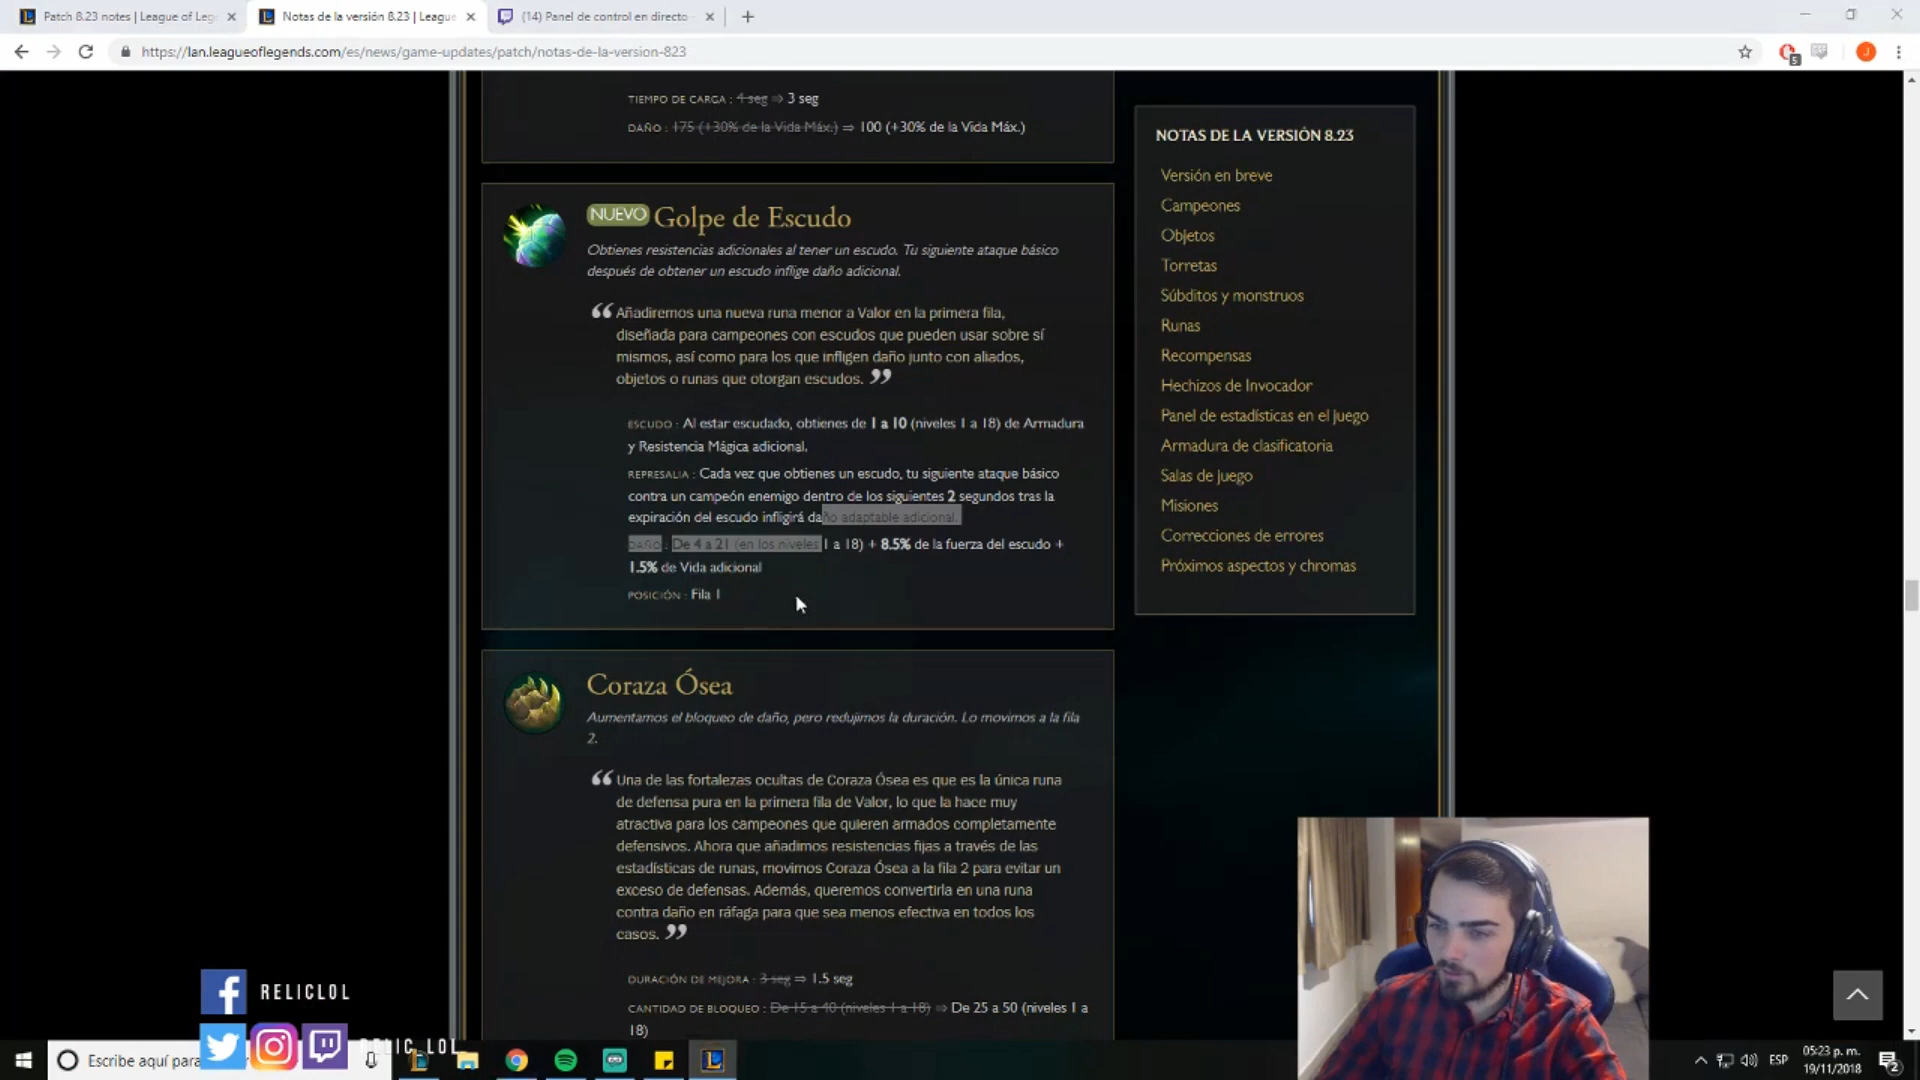 Patch 8.23 notes | League of Leg
Notas de la versión 8.23 | League
(14) Panel de control en directo
https://lan.leagueoflegends.com/es/news/game-updates/patch/notas-de-la-version-823
5
J
TIEMPO DE CARGA : 4 seg ⇒ 3 seg
DAÑO : 175 (+30% de la Vida Máx.) ⇒ 100 (+30% de la Vida Máx.)
NUEVO Golpe de Escudo
Obtienes resistencias adicionales al tener un escudo. Tu siguiente ataque básico
después de obtener un escudo inflige daño adicional.
“ Añadiremos una nueva runa menor a Valor en la primera fila,
diseñada para campeones con escudos que pueden usar sobre sí
mismos, así como para los que infligen daño junto con aliados,
objetos o runas que otorgan escudos. ”
ESCUDO : Al estar escudado, obtienes de 1 a 10 (niveles 1 a 18) de Armadura
y Resistencia Mágica adicional.
REPRESALIA : Cada vez que obtienes un escudo, tu siguiente ataque básico
contra un campeón enemigo dentro de los siguientes 2 segundos tras la
expiración del escudo infligirá daño adaptable adicional.
DAÑO : De 4 a 21 (en los niveles 1 a 18) + 8.5% de la fuerza del escudo +
1.5% de Vida adicional
POSICIÓN : Fila 1
Coraza Ósea
Aumentamos el bloqueo de daño, pero redujimos la duración. Lo movimos a la fila
2.
“ Una de las fortalezas ocultas de Coraza Ósea es que es la única runa
de defensa pura en la primera fila de Valor, lo que la hace muy
atractiva para los campeones que quieren armados completamente
defensivos. Ahora que añadimos resistencias fijas a través de las
estadísticas de runas, movimos Coraza Ósea a la fila 2 para evitar un
exceso de defensas. Además, queremos convertirla en una runa
contra daño en ráfaga para que sea menos efectiva en todos los
casos. ”
DURACIÓN DE MEJORA : 3 seg ⇒ 1.5 seg
CANTIDAD DE BLOQUEO : De 15 a 40 (niveles 1 a 18) ⇒ De 25 a 50 (niveles 1 a
18)
NOTAS DE LA VERSIÓN 8.23
Versión en breve
Campeones
Objetos
Torretas
Súbditos y monstruos
Runas
Recompensas
Hechizos de Invocador
Panel de estadísticas en el juego
Armadura de clasificatoria
Salas de juego
Misiones
Correcciones de errores
Próximos aspectos y chromas
RELICLOL
RELIC_LOL
Escribe aquí para
ESP
05:23 p. m.
19/11/2018
2